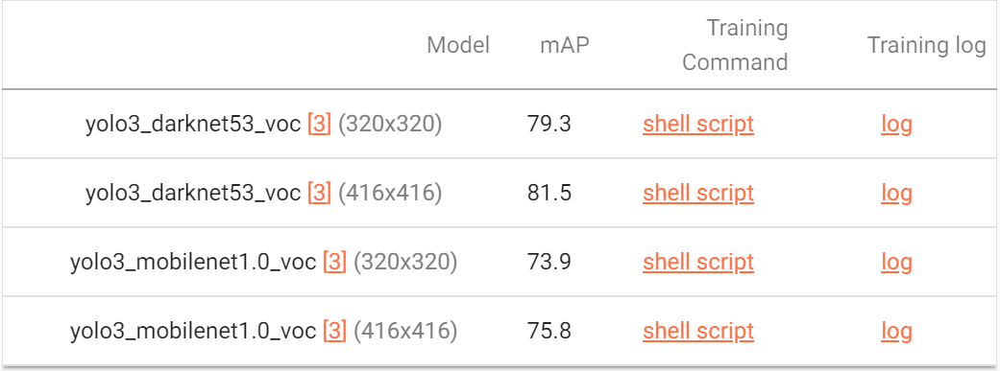 Model mAP Training Command Training log
yolo3_darknet53_voc [3] (320x320) 79.3 shell script log
yolo3_darknet53_voc [3] (416x416) 81.5 shell script log
yolo3_mobilenet1.0_voc [3] (320x320) 73.9 shell script log
yolo3_mobilenet1.0_voc [3] (416x416) 75.8 shell script log